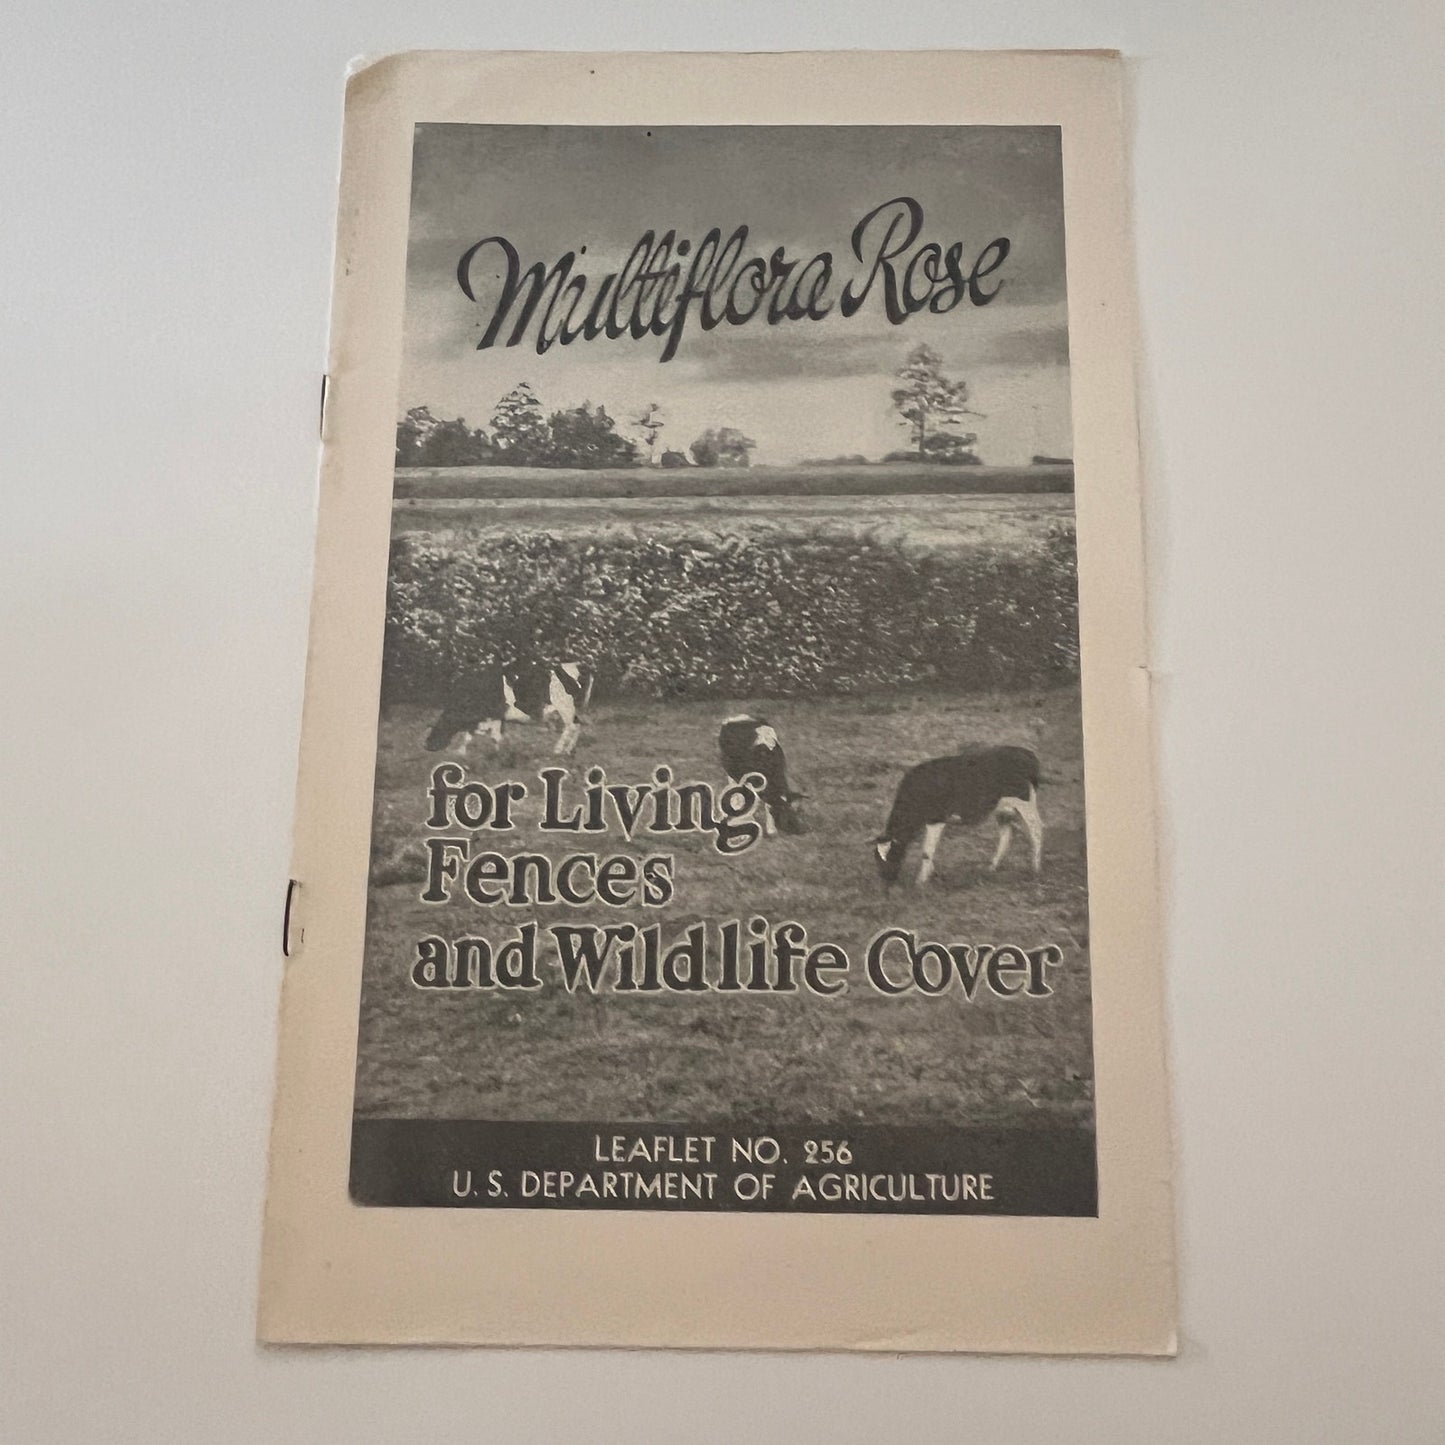 Multiflora Rose
for Living
Fences
and Wildlife Cover
LEAFLET NO. 256
U. S. DEPARTMENT OF AGRICULTURE